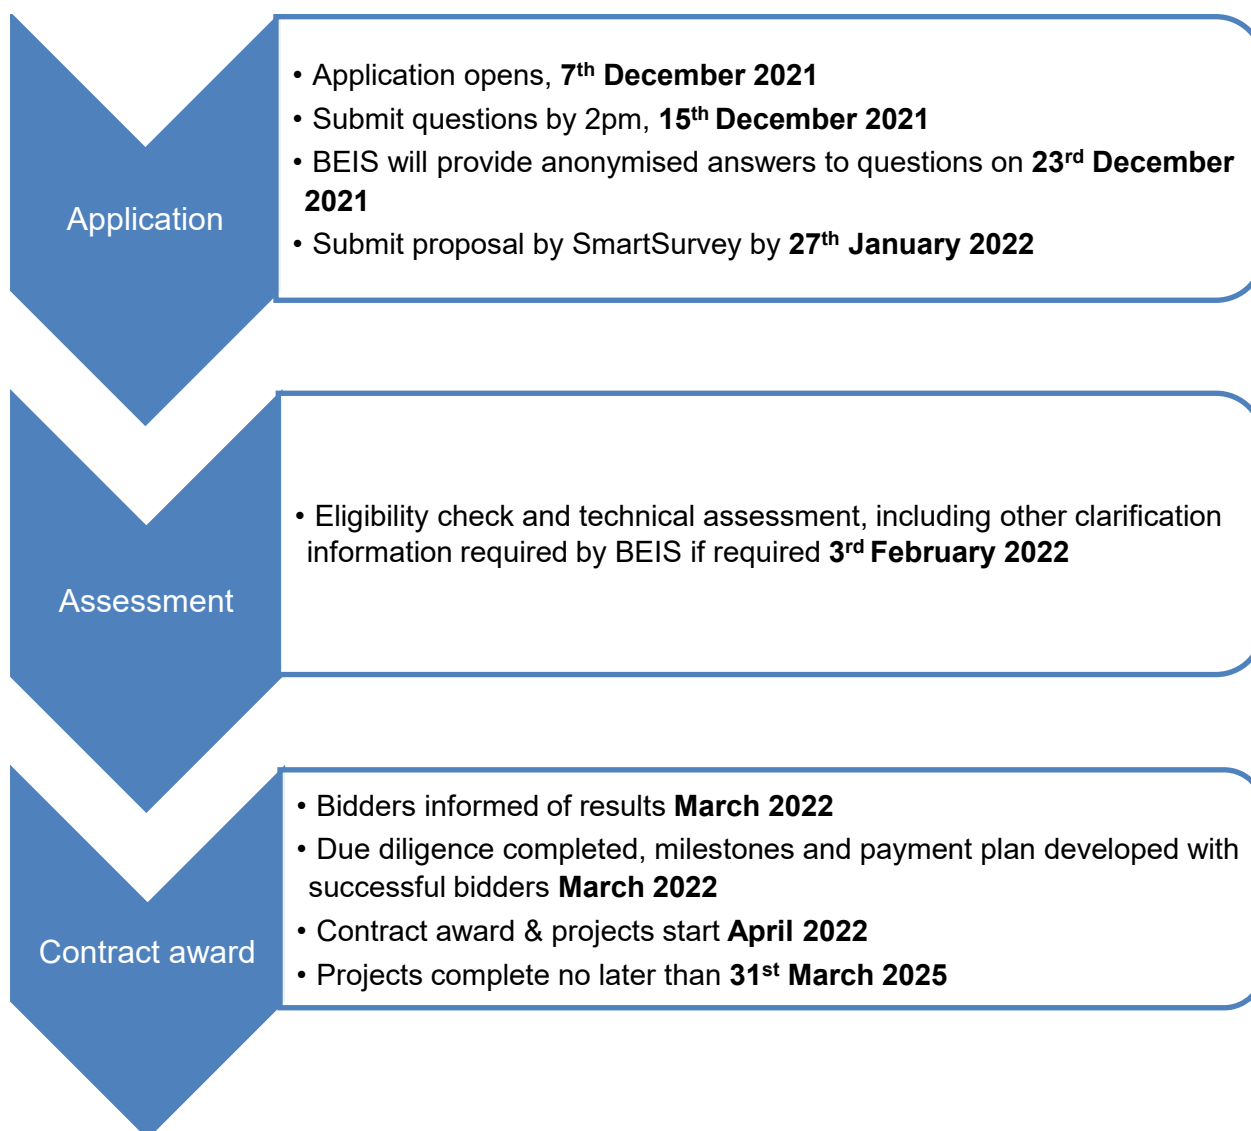 Application
• Application opens, 7th December 2021
• Submit questions by 2pm, 15th December 2021
• BEIS will provide anonymised answers to questions on 23rd December
2021
• Submit proposal by SmartSurvey by 27th January 2022
Assessment
• Eligibility check and technical assessment, including other clarification
information required by BEIS if required 3rd February 2022
Contract award
• Bidders informed of results March 2022
• Due diligence completed, milestones and payment plan developed with
successful bidders March 2022
• Contract award & projects start April 2022
• Projects complete no later than 31st March 2025